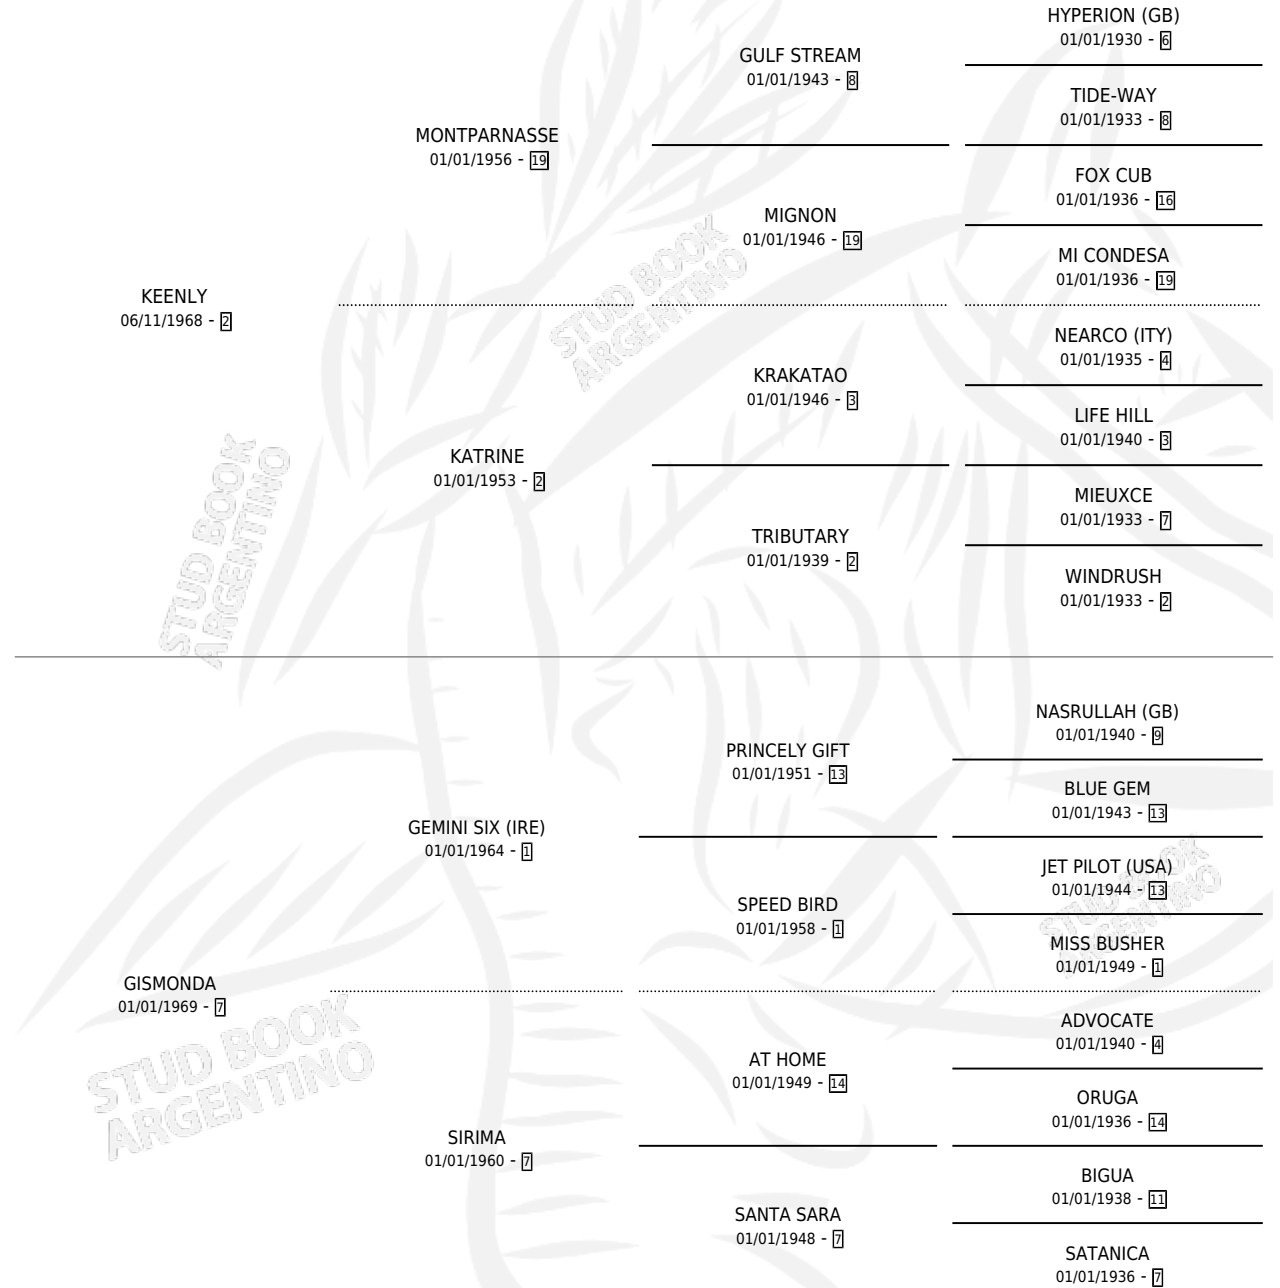 HYPERION (GB)
01/01/1930 - 6
GULF STREAM
01/01/1943 - 8
TIDE-WAY
01/01/1933 - 8
MONTPARNASSE
01/01/1956 - 19
FOX CUB
01/01/1936 - 16
MIGNON
01/01/1946 - 19
MI CONDESA
01/01/1936 - 19
KEENLY
06/11/1968 - 2
NEARCO (ITY)
01/01/1935 - 4
KRAKATAO
01/01/1946 - 3
LIFE HILL
01/01/1940 - 3
KATRINE
01/01/1953 - 2
MIEUXCE
01/01/1933 - 7
TRIBUTARY
01/01/1939 - 2
WINDRUSH
01/01/1933 - 2
NASRULLAH (GB)
01/01/1940 - 9
PRINCELY GIFT
01/01/1951 - 13
BLUE GEM
01/01/1943 - 13
GEMINI SIX (IRE)
01/01/1964 - 1
JET PILOT (USA)
01/01/1944 - 13
SPEED BIRD
01/01/1958 - 1
MISS BUSHER
01/01/1949 - 1
GISMONDA
01/01/1969 - 7
ADVOCATE
01/01/1940 - 4
AT HOME
01/01/1949 - 14
ORUGA
01/01/1936 - 14
SIRIMA
01/01/1960 - 7
BIGUA
01/01/1938 - 11
SANTA SARA
01/01/1948 - 7
SATANICA
01/01/1936 - 7
STUD BOOK
ARGENTINO
STUD BOOK
ARGENTINO
STUD BOOK
ARGENTINO
STUD BOOK
ARGENTINO